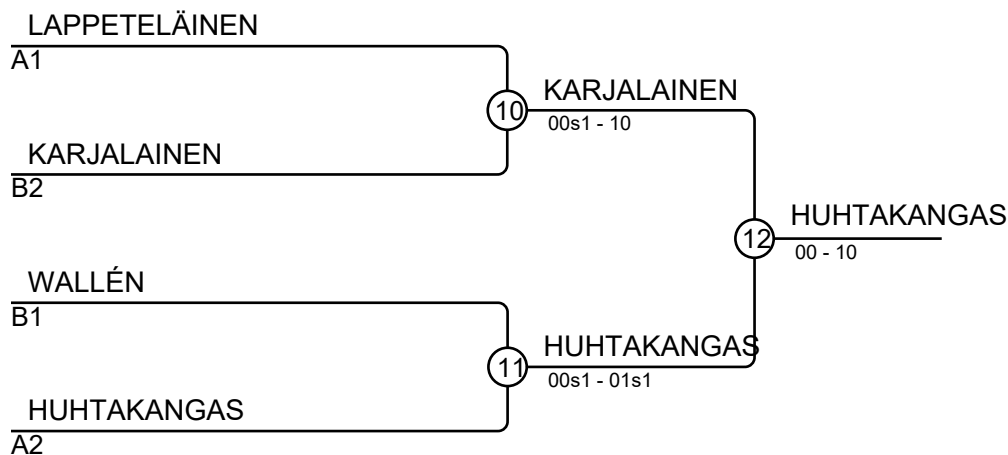 LAPPETELÄINEN
A1
10
KARJALAINEN
00s1 - 10
KARJALAINEN
B2
12
HUHTAKANGAS
00 - 10
WALLÉN
B1
11
HUHTAKANGAS
00s1 - 01s1
HUHTAKANGAS
A2